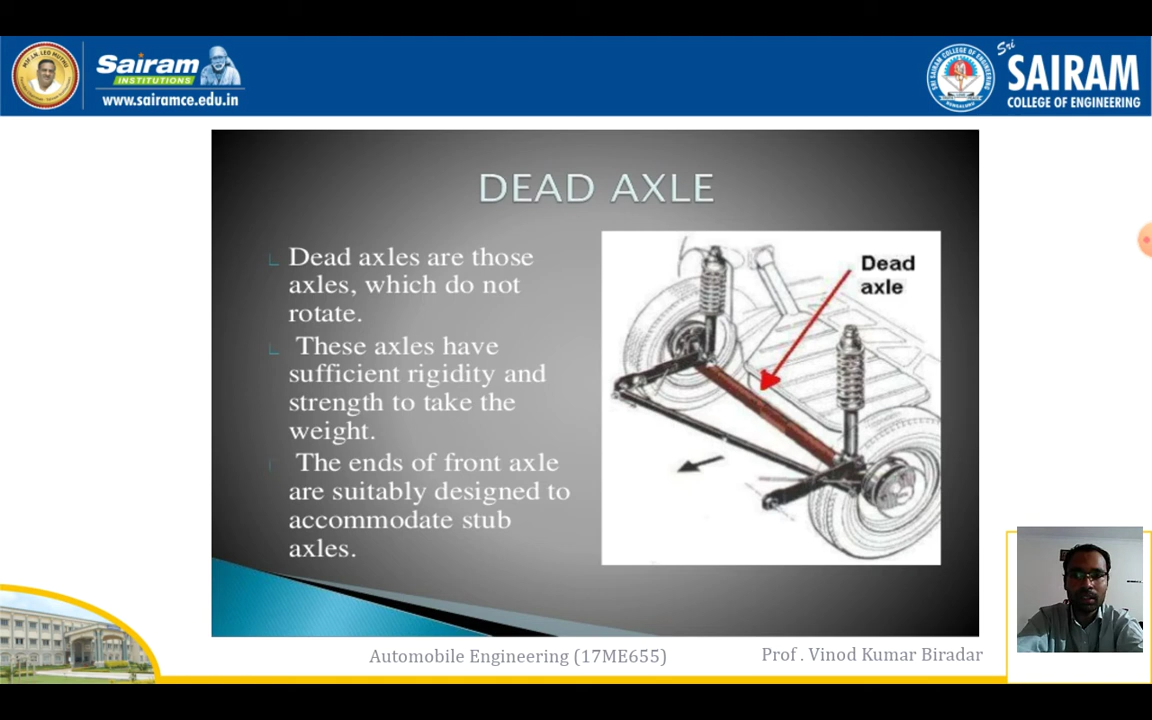 Sairam
INSTITUTIONS
www.sairamce.edu.in
Sri
SAIRAM
COLLEGE OF ENGINEERING
DEAD AXLE
Dead axles are those
axles, which do not
rotate.
These axles have
sufficient rigidity and
strength to take the
weight.
The ends of front axle
are suitably designed to
accommodate stub
axles.
Dead
axle
Automobile Engineering (17ME655)
Prof . Vinod Kumar Biradar